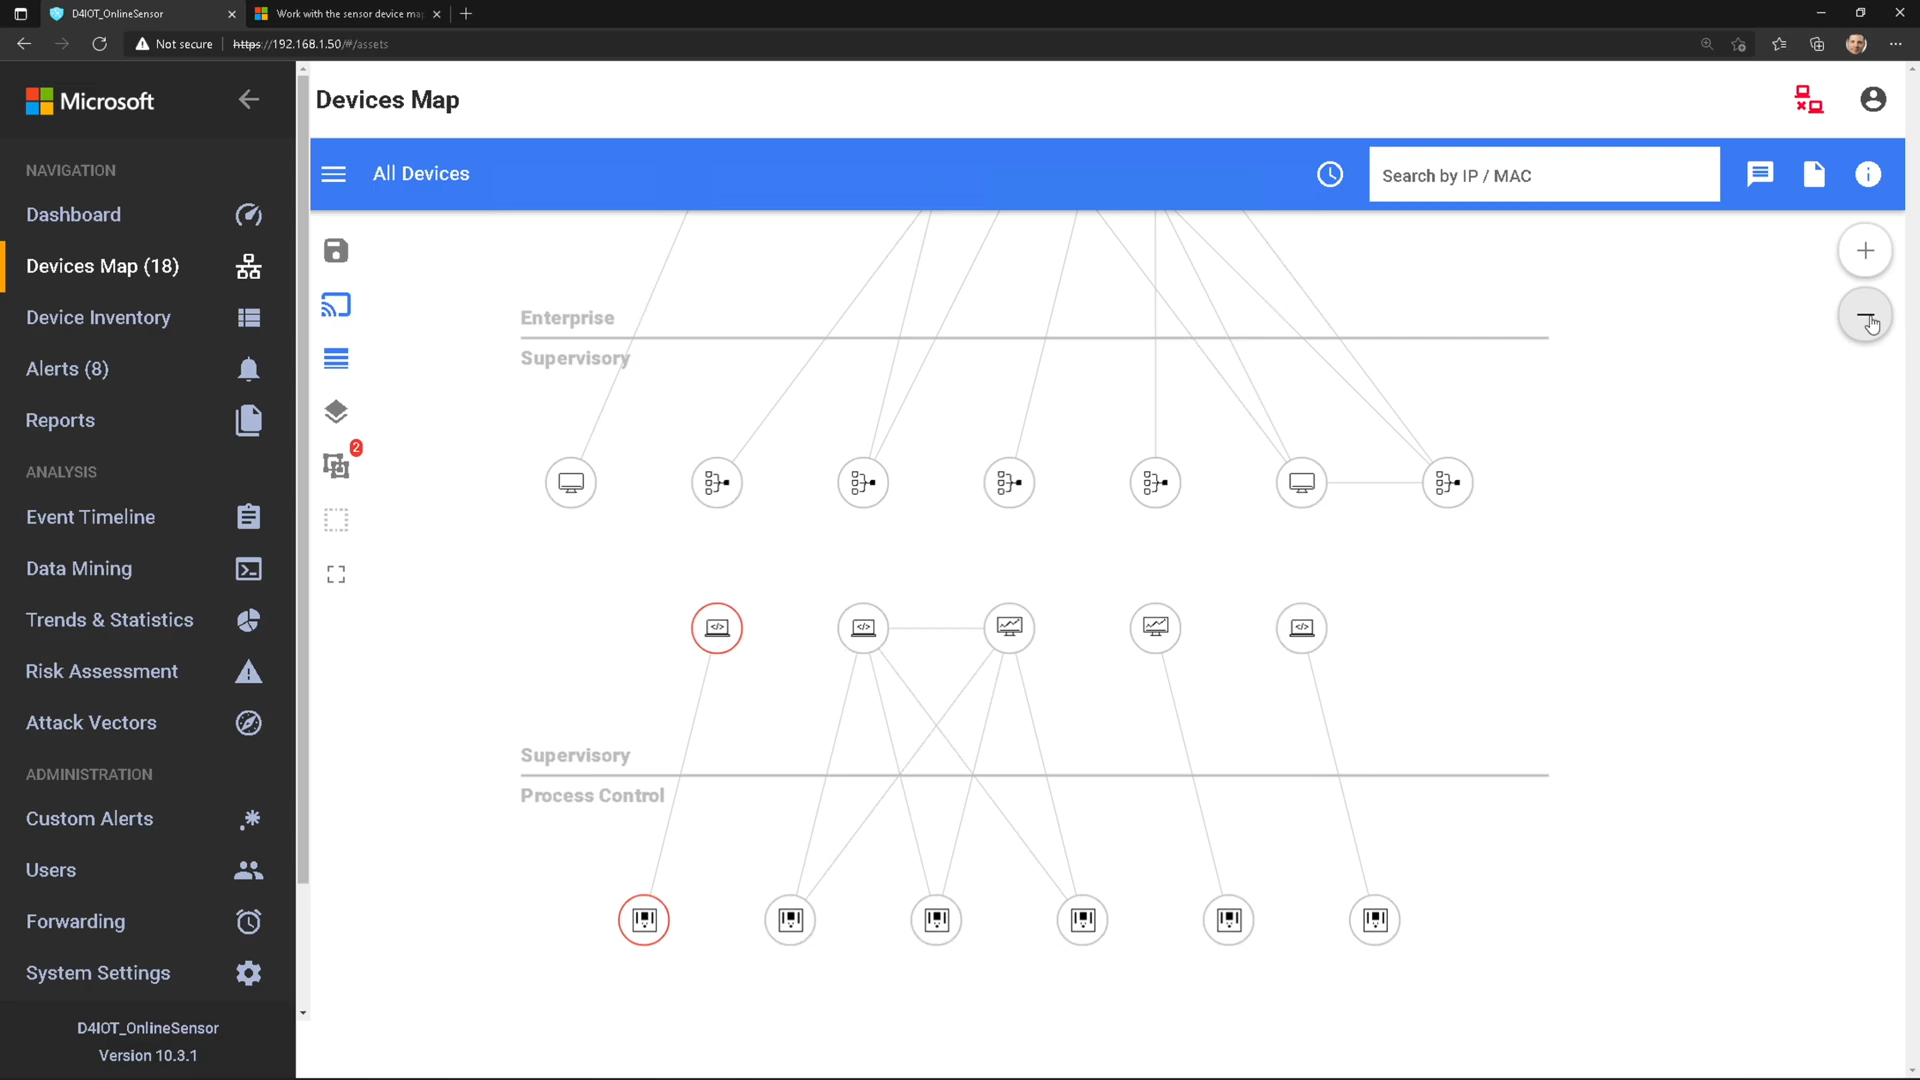 D4IOT_OnlineSensor
Work with the sensor device ma
Not secure
https://192.168.1.50/#/assets
Microsoft
Devices Map
NAVIGATION
Dashboard
Devices Map (18)
Device Inventory
Alerts (8)
Reports
ANALYSIS
Event Timeline
Data Mining
Trends & Statistics
Risk Assessment
Attack Vectors
ADMINISTRATION
Custom Alerts
Users
Forwarding
System Settings
D4IOT_OnlineSensor
Version 10.3.1
All Devices
Search by IP / MAC
2
Enterprise
Supervisory
Supervisory
Process Control